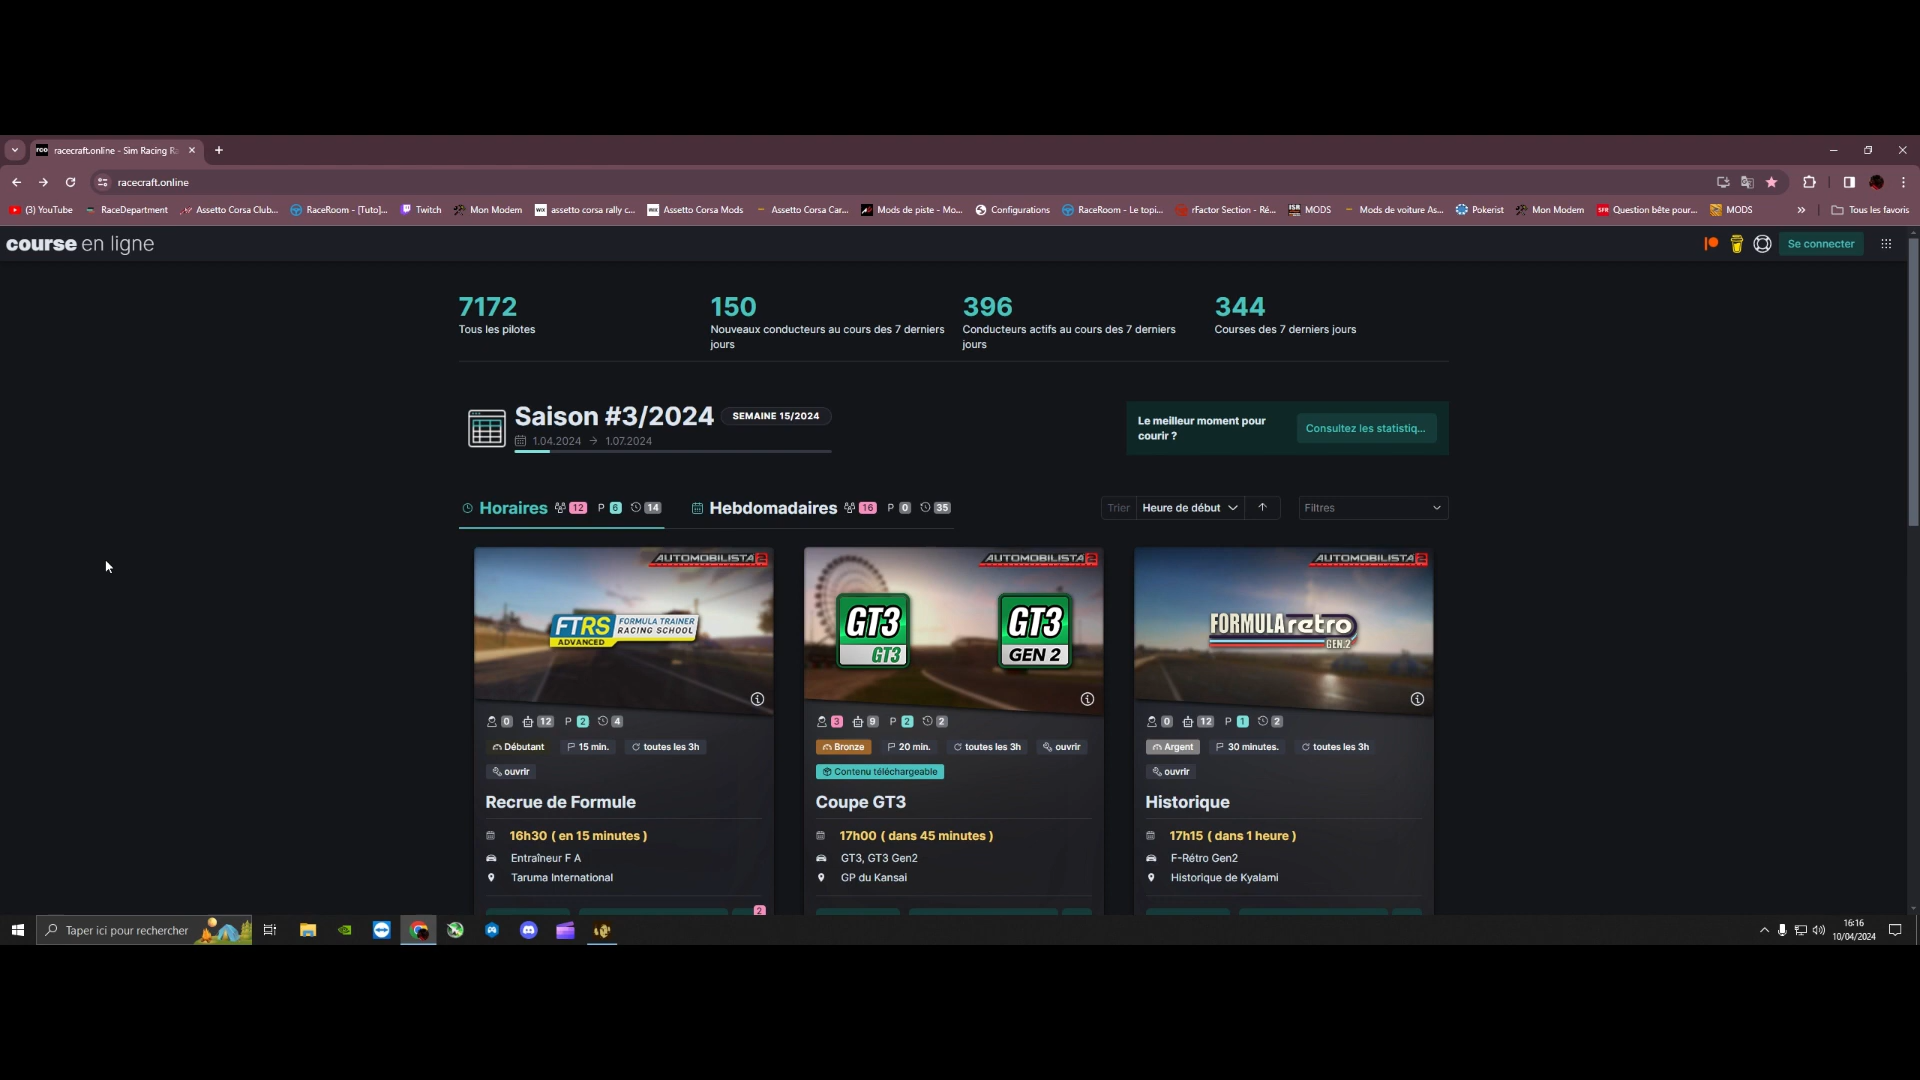 racecraft.online - Sim Racing Ra
racecraft.online
(3) YouTube RaceDepartment Assetto Corsa Club... RaceRoom - [Tuto]... Twitch Mon Modem assetto corsa rally c... Assetto Corsa Mods Assetto Corsa Car... Mods de piste - Mo... Configurations RaceRoom - Le topi... rFactor Section - Ré... MODS Mods de voiture As... Pokerist Mon Modem Question bête pour... MODS » Tous les favoris
course en ligne Se connecter
7172 150 396 344
Tous les pilotes Nouveaux conducteurs au cours des 7 derniers Conducteurs actifs au cours des 7 derniers Courses des 7 derniers jours
jours jours
Saison #3/2024 SEMAINE 15/2024
1.04.2024 → 1.07.2024
Le meilleur moment pour
courir ?
Consultez les statistiq...
Horaires 12 P 6 14 Hebdomadaires 16 P 0 35 Trier Heure de début Filtres
AUTOMOBILISTA 2 AUTOMOBILISTA 2 AUTOMOBILISTA 2
FTRS FORMULA TRAINER
RACING SCHOOL
ADVANCED
GT3 GT3
GT3 GEN 2
FORMULA retro
GEN.2
0 12 P 2 4 3 9 P 2 2 0 12 P 1 2
Débutant 15 min. toutes les 3h Bronze 20 min. toutes les 3h ouvrir Argent 30 minutes. toutes les 3h
ouvrir Contenu téléchargeable ouvrir
Recrue de Formule Coupe GT3 Historique
16h30 ( en 15 minutes ) 17h00 ( dans 45 minutes ) 17h15 ( dans 1 heure )
Entraîneur F A GT3, GT3 Gen2 F-Rétro Gen2
Taruma International GP du Kansai Historique de Kyalami
2
Taper ici pour rechercher
16:16
10/04/2024